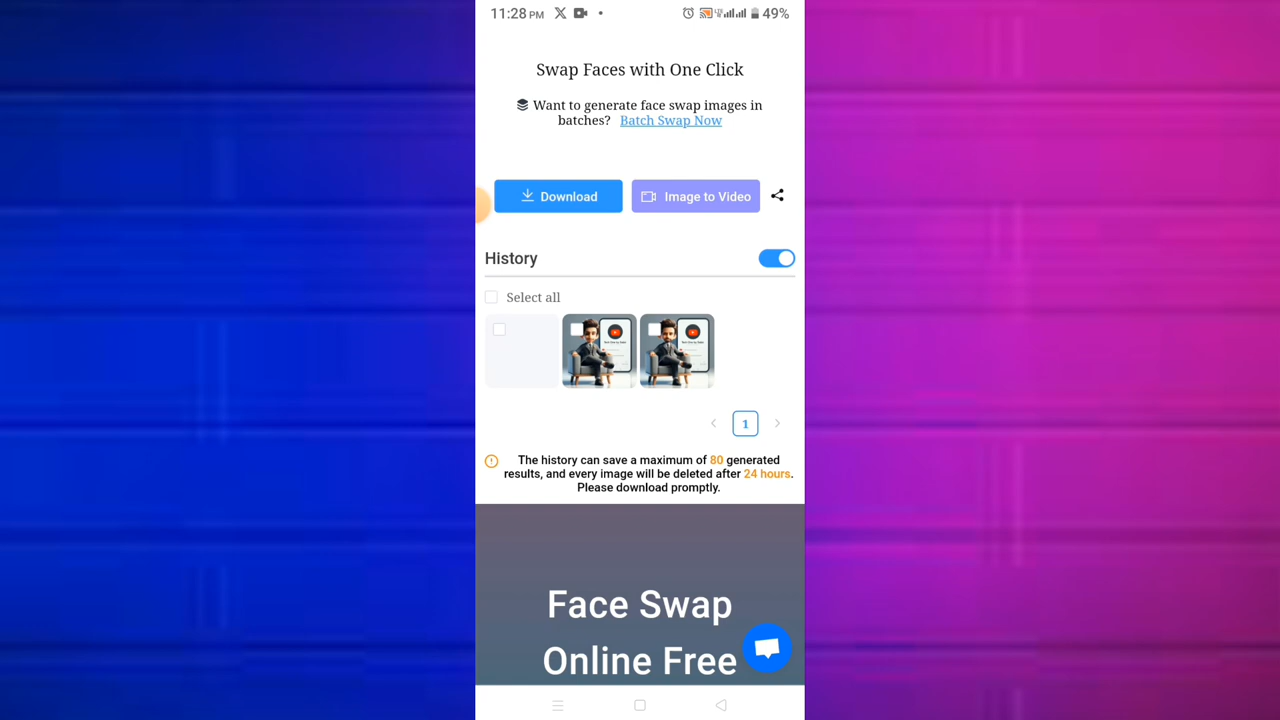 11:28 PM 49%
Swap Faces with One Click
Want to generate face swap images in
batches? Batch Swap Now
Download Image to Video
History
Select all
1
The history can save a maximum of 80 generated
results, and every image will be deleted after 24 hours.
Please download promptly.
Face Swap
Online Free